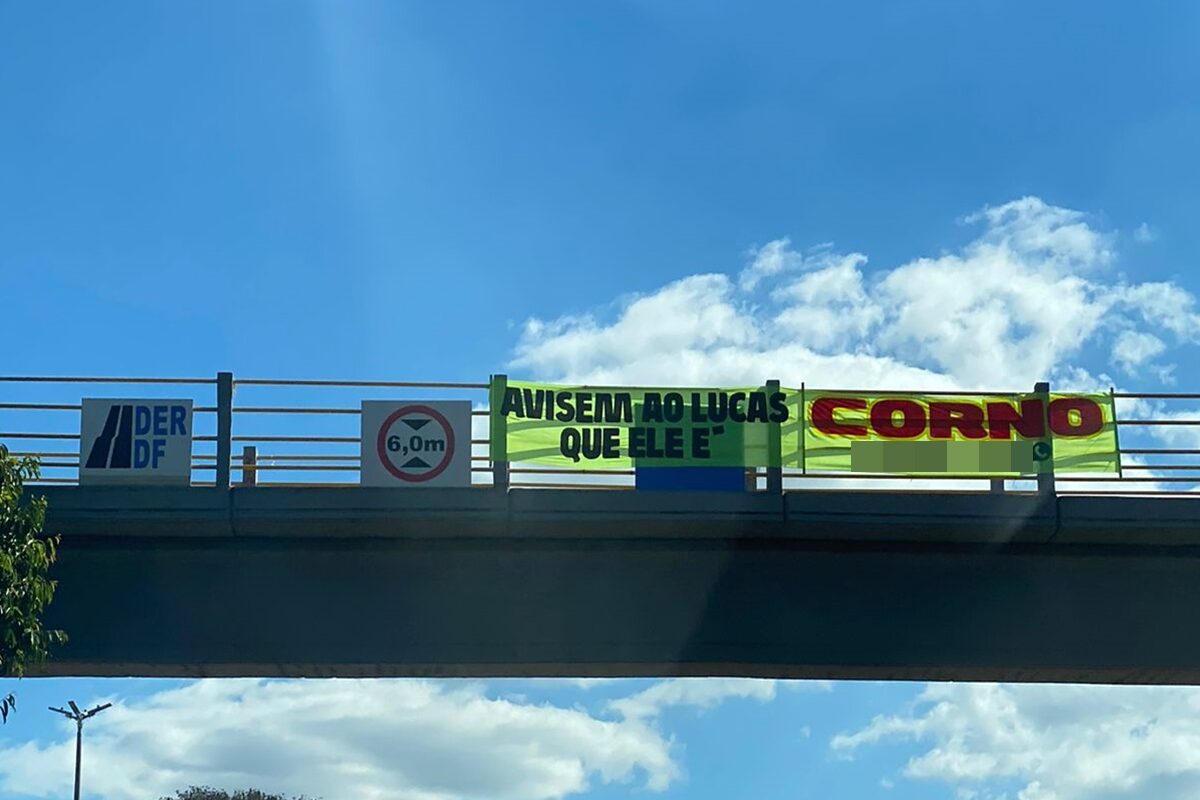 DER
DF
6,0m
AVISEM AO LUCAS
QUE ELE E´
CORNO